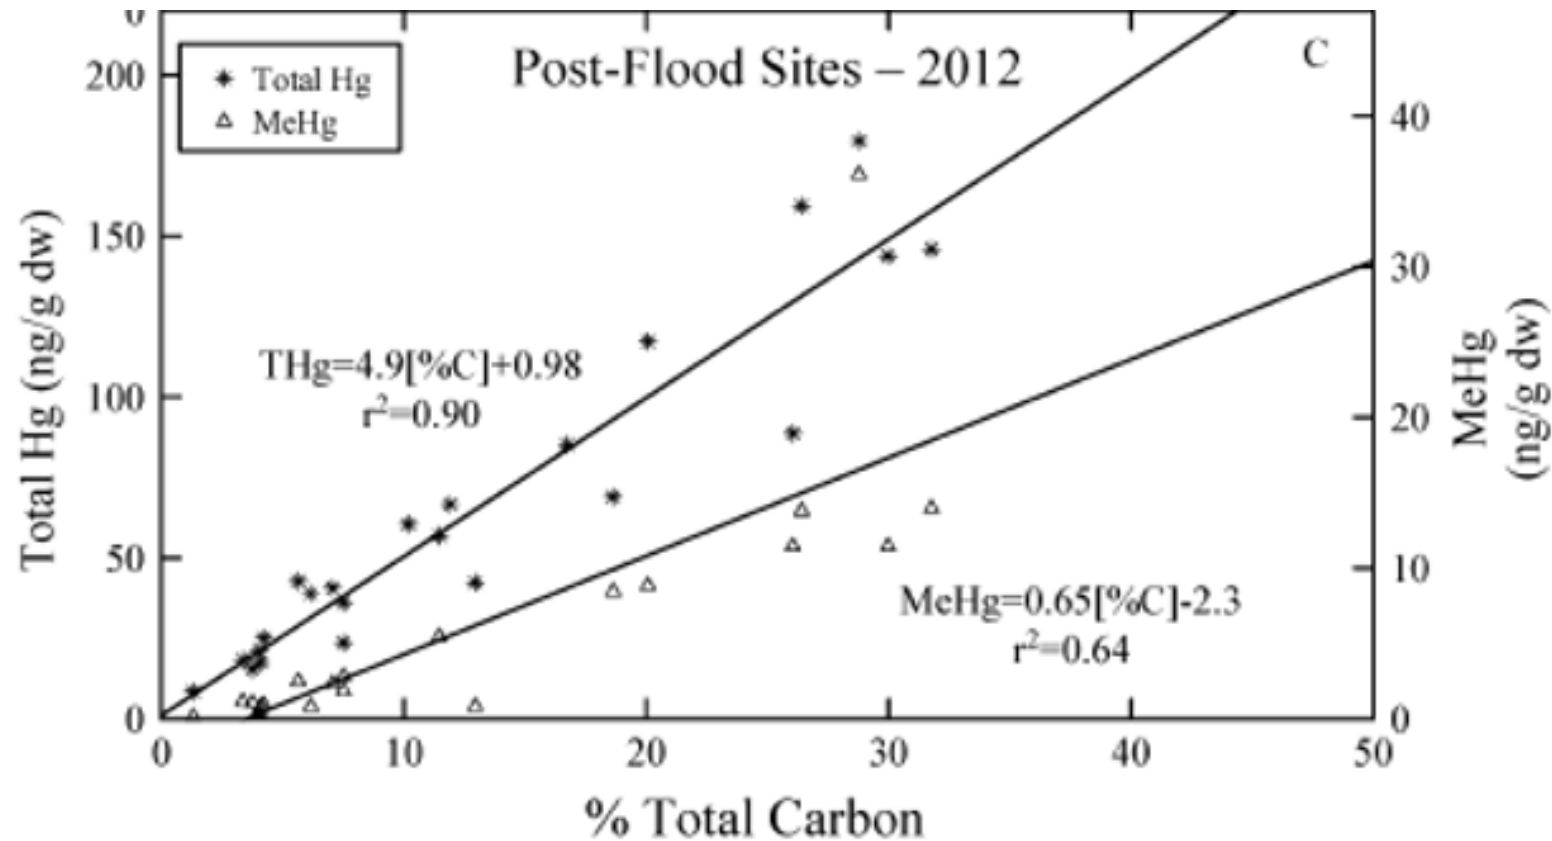 Post-Flood Sites – 2012
C
Total Hg
MeHg
200
150
100
50
0
Total Hg (ng/g dw)
THg=4.9[%C]+0.98
r²=0.90
MeHg=0.65[%C]-2.3
r²=0.64
40
30
20
10
0
MeHg
(ng/g dw)
0 10 20 30 40 50
% Total Carbon